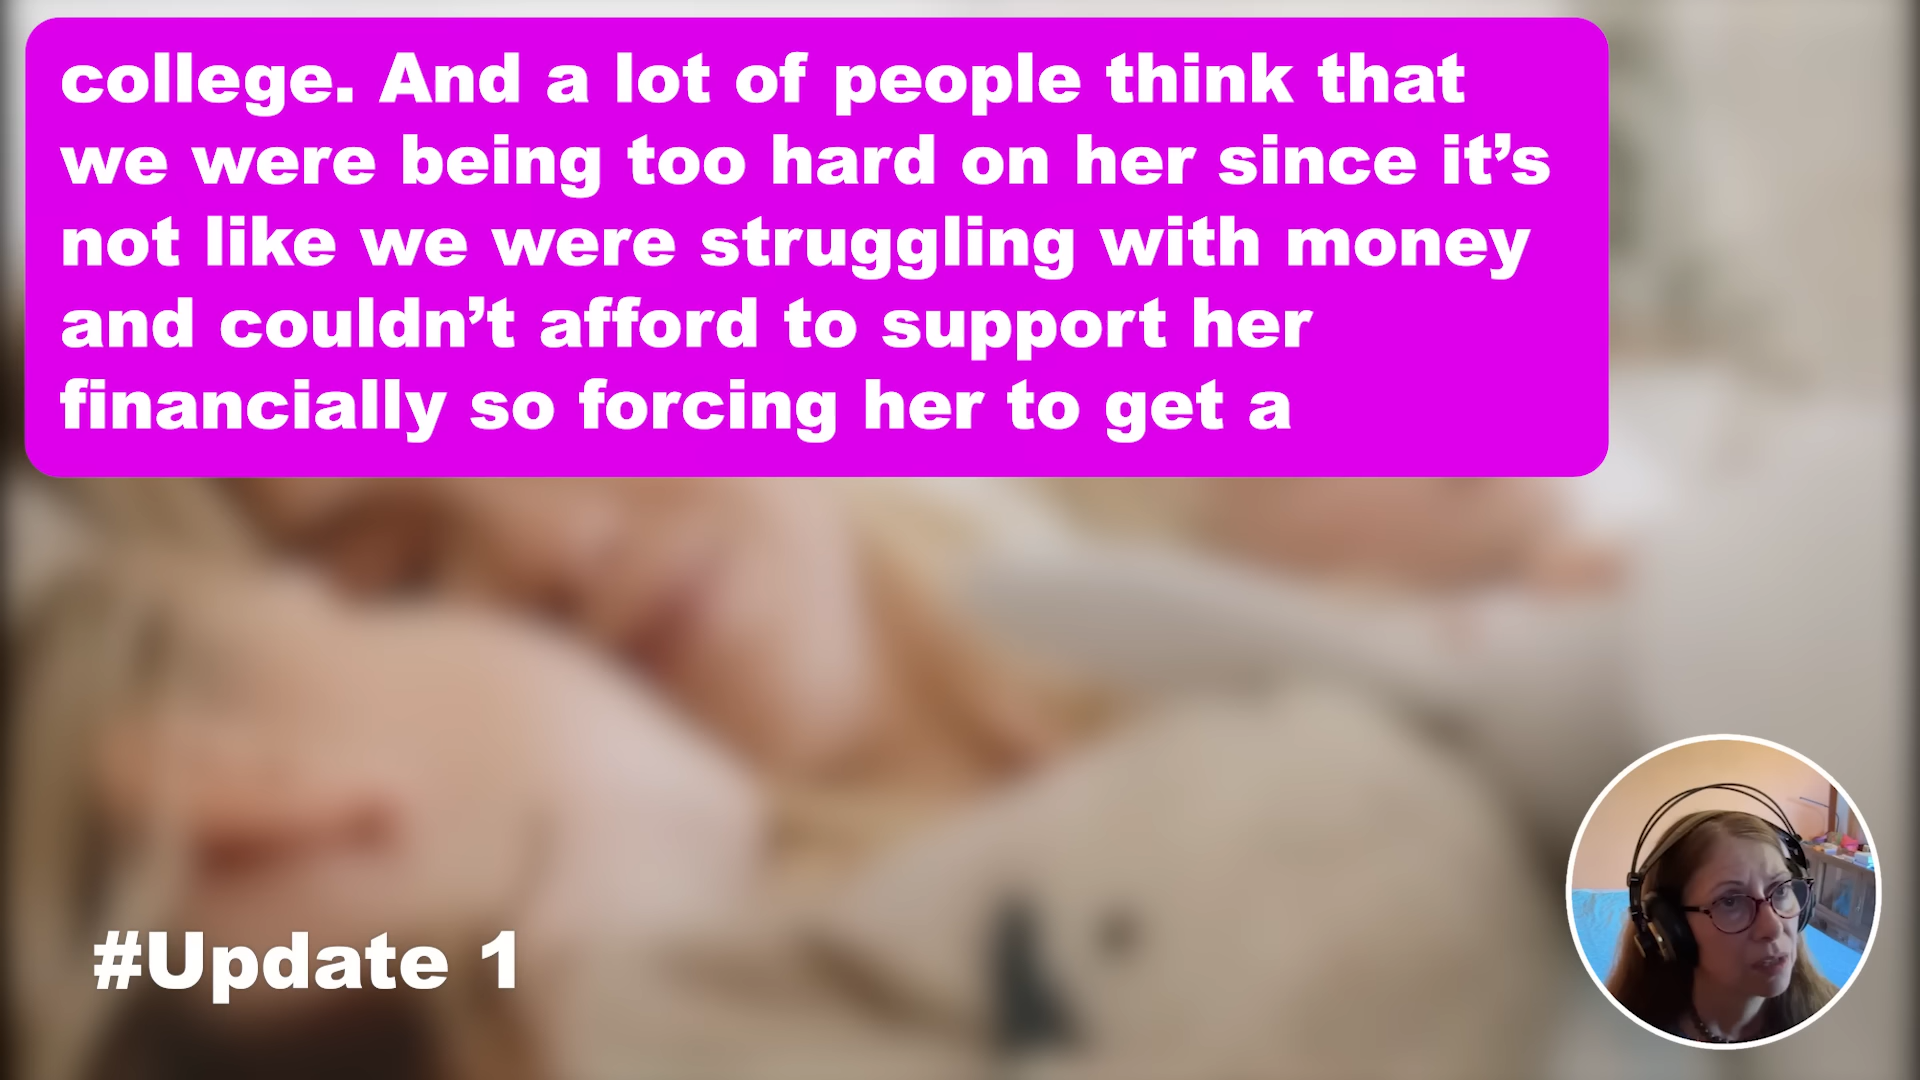 college. And a lot of people think that
we were being too hard on her since it’s
not like we were struggling with money
and couldn’t afford to support her
financially so forcing her to get a
#Update 1